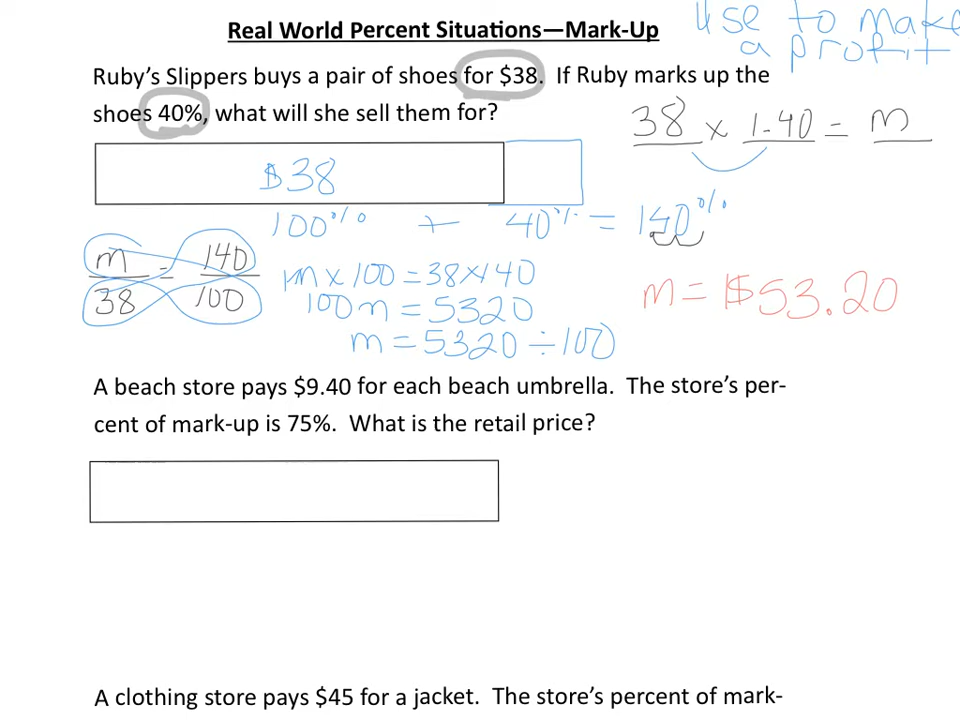 Real World Percent Situations—Mark-Up
Use to make
a profit
Ruby's Slippers buys a pair of shoes for $38. If Ruby marks up the
shoes 40%, what will she sell them for?
38 x 1.40 = m
$38
100% + 40% = 140%
m/38 = 140/100
m x 100 = 38 x 140
100m = 5320
m = 5320 ÷ 100
m = $53.20
A beach store pays $9.40 for each beach umbrella. The store's per-
cent of mark-up is 75%. What is the retail price?
A clothing store pays $45 for a jacket. The store's percent of mark-